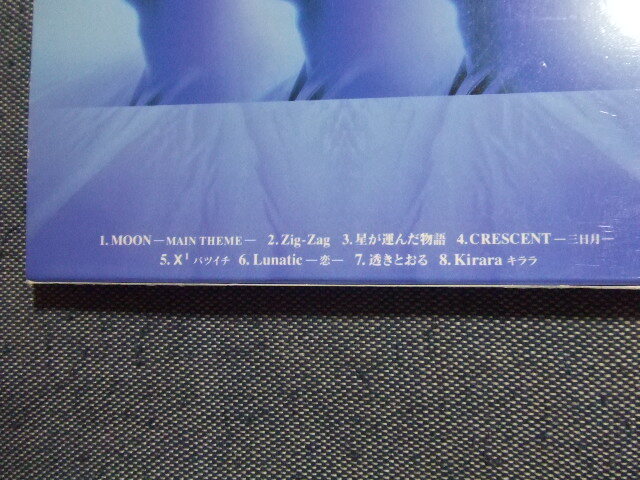 1. MOON ―MAIN THEME― 2. Zig-Zag 3. 星が運んだ物語 4. CRESCENT ―三日月―
5. X¹ バツイチ 6. Lunatic ―恋― 7. 透きとおる 8. Kirara キララ